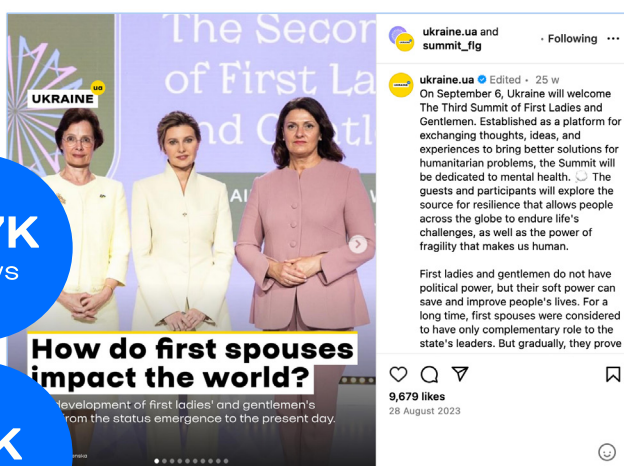 The Secon
of First La
nd G
UKRAINE ua
7K
vs
K
How do first spouses
impact the world?
development of first ladies' and gentlemen's
from the status emergence to the present day.
ukraine.ua and
summit_flg
• Following ...
ukraine.ua Edited • 25 w
On September 6, Ukraine will welcome
The Third Summit of First Ladies and
Gentlemen. Established as a platform for
exchanging thoughts, ideas, and
experiences to bring better solutions for
humanitarian problems, the Summit will
be dedicated to mental health. 💭 The
guests and participants will explore the
source for resilience that allows people
across the globe to endure life's
challenges, as well as the power of
fragility that makes us human.
First ladies and gentlemen do not have
political power, but their soft power can
save and improve people's lives. For a
long time, first spouses were considered
to have only complementary role to the
state's leaders. But gradually, they prove
9,679 likes
28 August 2023